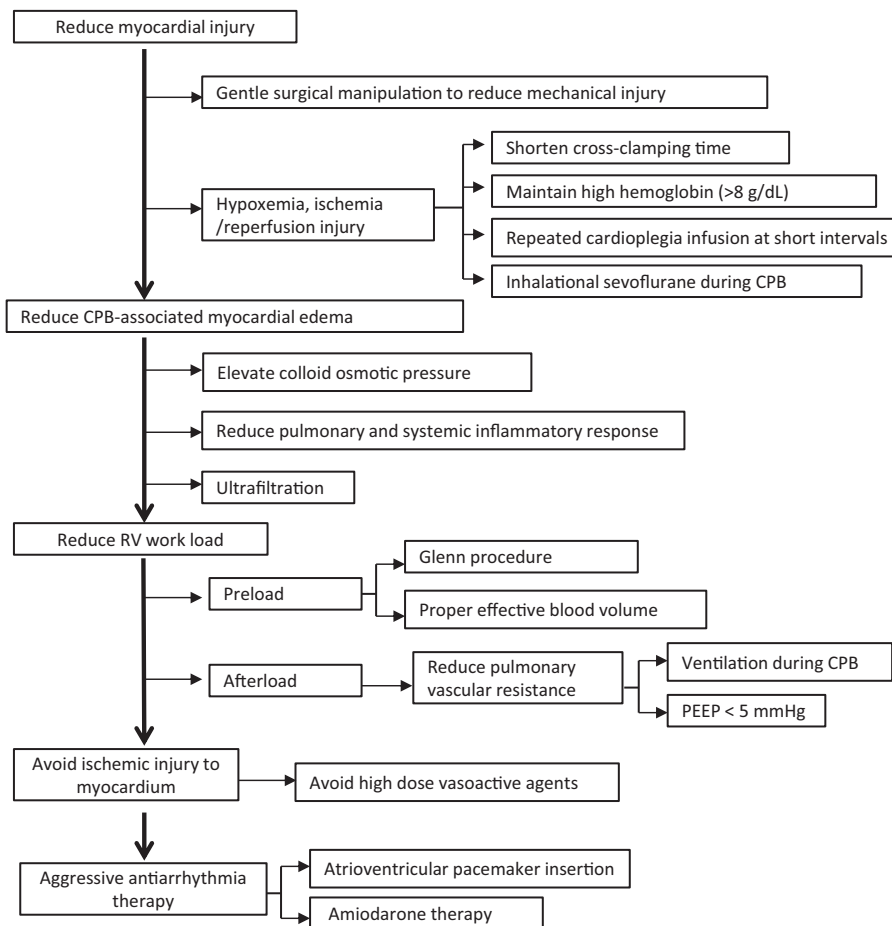 Reduce myocardial injury
Gentle surgical manipulation to reduce mechanical injury
Shorten cross-clamping time
Hypoxemia, ischemia
/reperfusion injury
Maintain high hemoglobin (>8 g/dL)
Repeated cardioplegia infusion at short intervals
Inhalational sevoflurane during CPB
Reduce CPB-associated myocardial edema
Elevate colloid osmotic pressure
Reduce pulmonary and systemic inflammatory response
Ultrafiltration
Reduce RV work load
Glenn procedure
Preload
Proper effective blood volume
Afterload
Reduce pulmonary
vascular resistance
Ventilation during CPB
PEEP < 5 mmHg
Avoid ischemic injury to
myocardium
Avoid high dose vasoactive agents
Aggressive antiarrhythmia
therapy
Atrioventricular pacemaker insertion
Amiodarone therapy